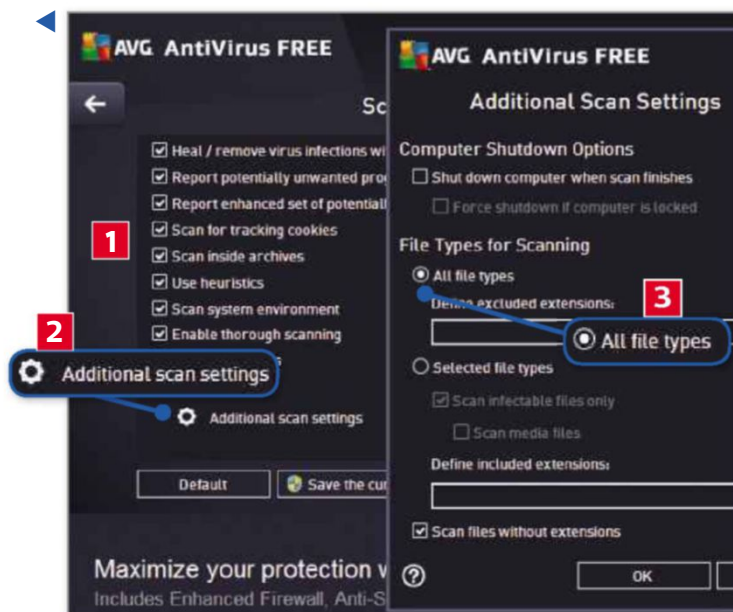 AVG AntiVirus FREE
Sc
Heal / remove virus infections wi
Report potentially unwanted pro
Report enhanced set of potentiall
1
Scan for tracking cookies
Scan inside archives
Use heuristics
Scan system environment
2
Enable thorough scanning
s
Additional scan settings
Additional scan settings
Default
Save the cur
Maximize your protection w
Includes Enhanced Firewall, Anti-S
AVG AntiVirus FREE
Additional Scan Settings
Computer Shutdown Options
Shut down computer when scan finishes
Force shutdown if computer is locked
File Types for Scanning
All file types
3
Define excluded extensions:
All file types
Selected file types
Scan infectable files only
Scan media files
Define included extensions:
Scan files without extensions
OK